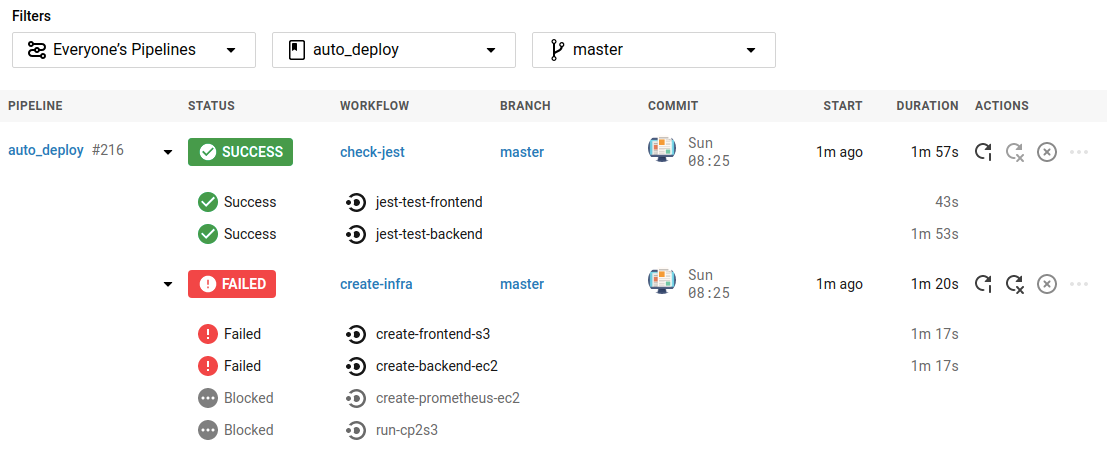 Filters
Everyone's Pipelines auto_deploy master
PIPELINE STATUS WORKFLOW BRANCH COMMIT START DURATION ACTIONS
auto_deploy #216 SUCCESS check-jest master Sun 08:25 1m ago 1m 57s
Success jest-test-frontend 43s
Success jest-test-backend 1m 53s
FAILED create-infra master Sun 08:25 1m ago 1m 20s
Failed create-frontend-s3 1m 17s
Failed create-backend-ec2 1m 17s
Blocked create-prometheus-ec2
Blocked run-cp2s3